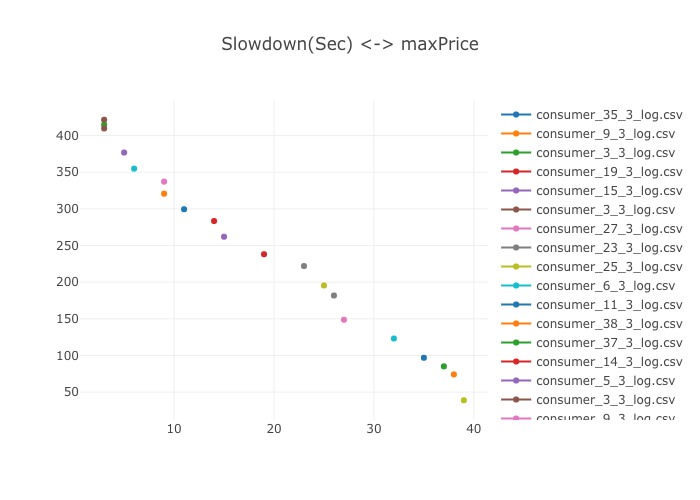 Slowdown(Sec) <-> maxPrice
400
350
300
250
200
150
100
50
10
20
30
40
consumer_35_3_log.csv
consumer_9_3_log.csv
consumer_3_3_log.csv
consumer_19_3_log.csv
consumer_15_3_log.csv
consumer_3_3_log.csv
consumer_27_3_log.csv
consumer_23_3_log.csv
consumer_25_3_log.csv
consumer_6_3_log.csv
consumer_11_3_log.csv
consumer_38_3_log.csv
consumer_37_3_log.csv
consumer_14_3_log.csv
consumer_5_3_log.csv
consumer_3_3_log.csv
consumer_9_3_log.csv